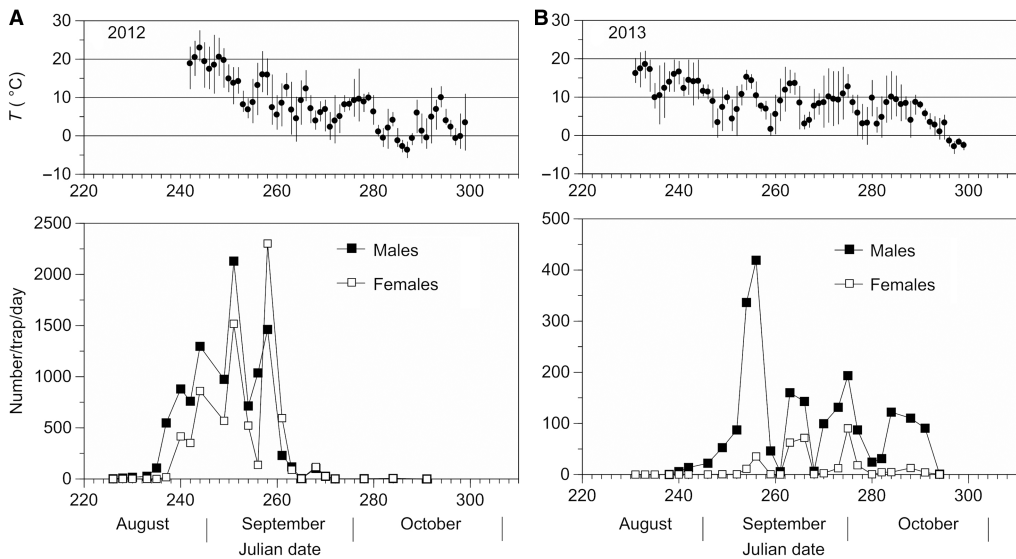 A
B
2012
2013
T ( °C)
30
20
10
0
−10
220 240 260 280 300
30
20
10
0
−10
220 240 260 280 300
Number/trap/day
2500
2000
1500
1000
500
0
Males
Females
220 240 260 280 300
August September October
Julian date
500
400
300
200
100
0
Males
Females
220 240 260 280 300
August September October
Julian date